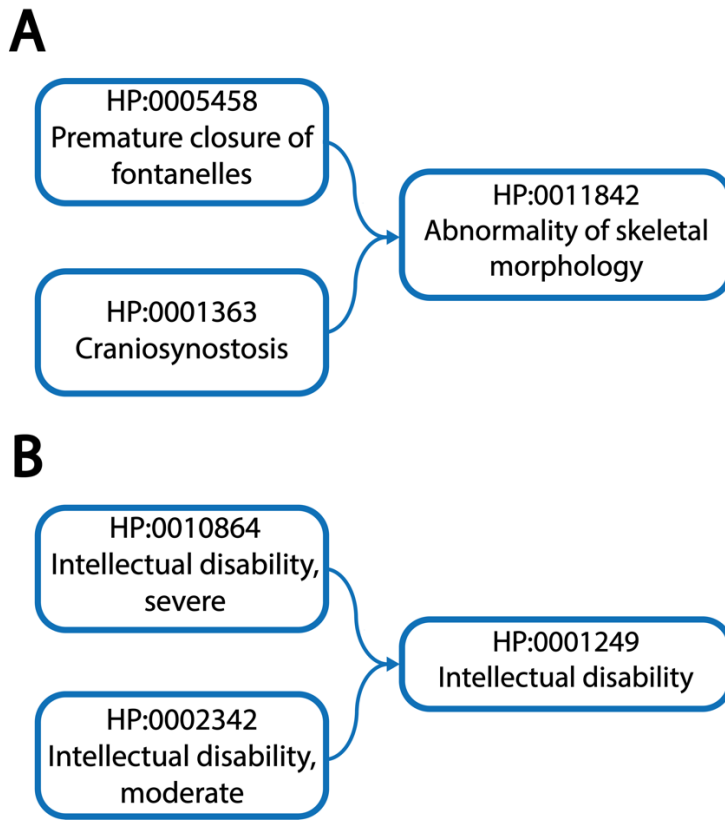 A
HP:0005458
Premature closure of
fontanelles
HP:0011842
Abnormality of skeletal
morphology
HP:0001363
Craniosynostosis
B
HP:0010864
Intellectual disability,
severe
HP:0001249
Intellectual disability
HP:0002342
Intellectual disability,
moderate